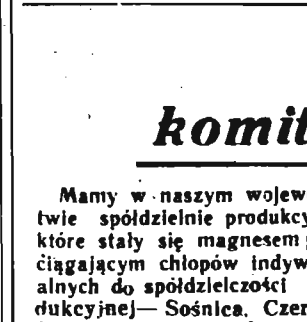 komit
Mamy w naszym wojew
twie spółdzielnie produkcy
które stały się magnesem
ciągającym chłopów indyw
alnych do spółdzielczości
dukcyjnej— Sośnica, Czer